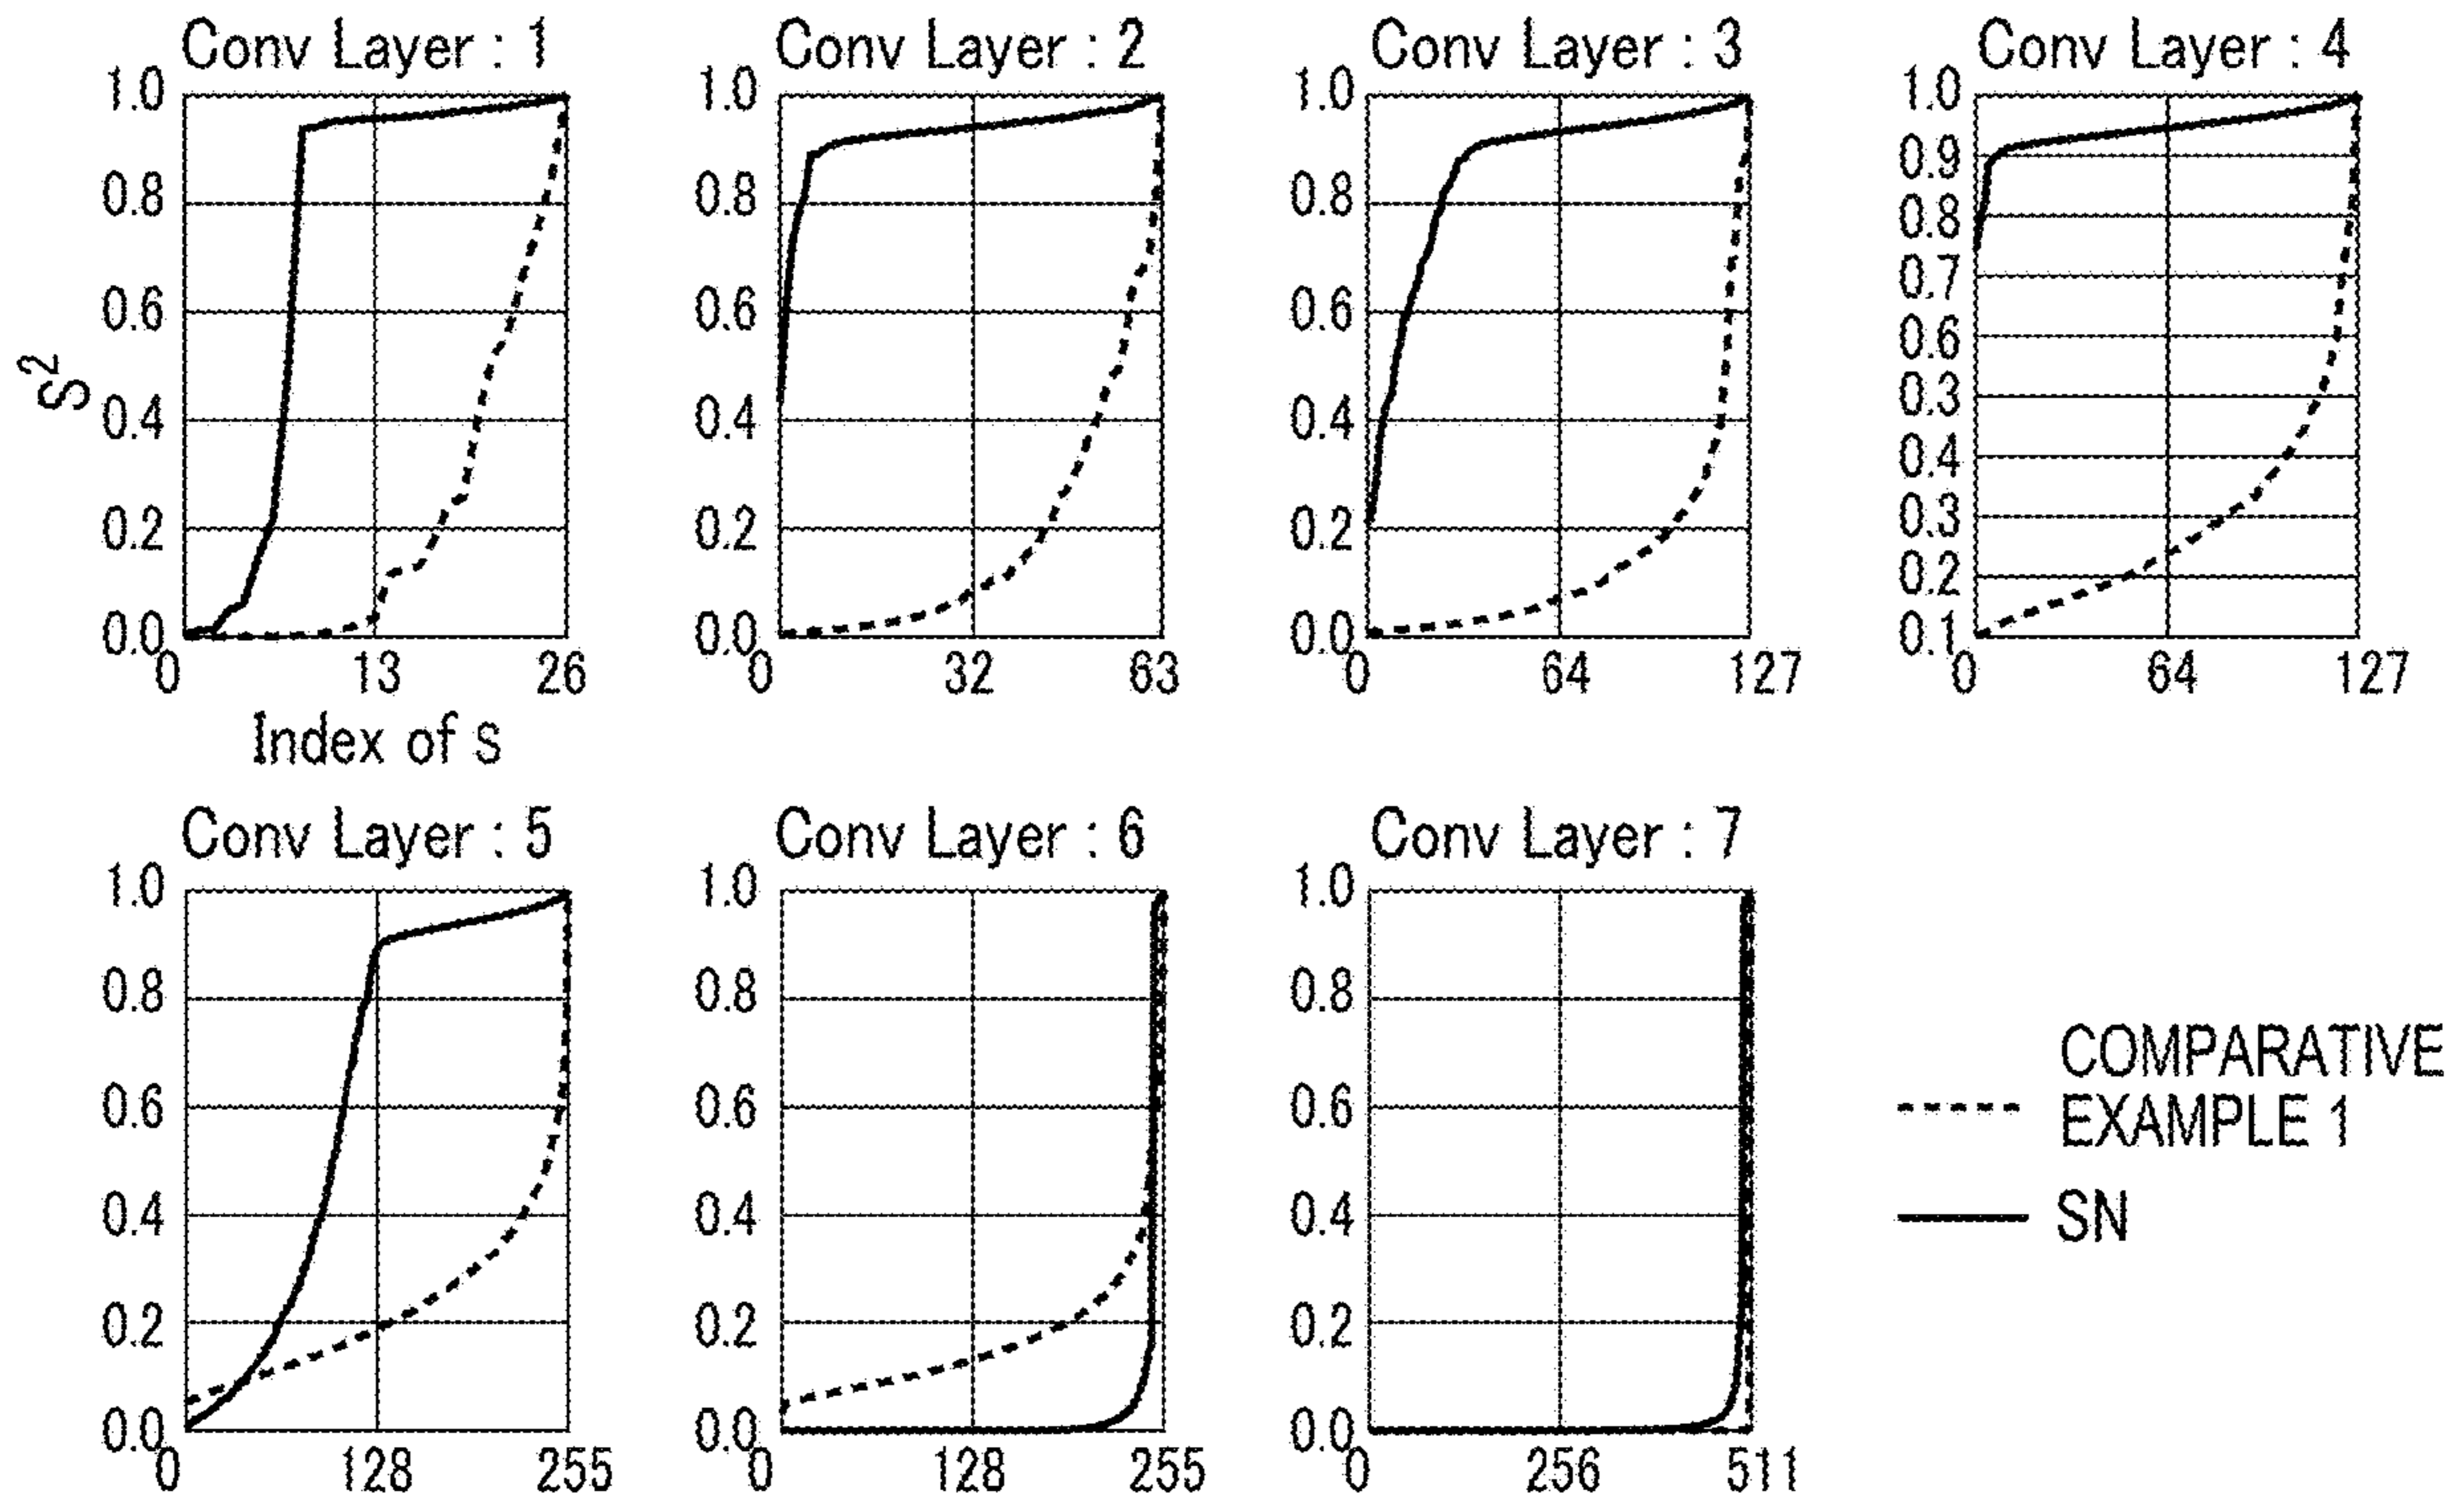 Conv Layer : 1
1.0
0.8
0.6
0.4
0.2
0.0
S²
0 13 26
Index of s
Conv Layer : 2
1.0
0.8
0.6
0.4
0.2
0.0
0 32 63
Conv Layer : 3
1.0
0.8
0.6
0.4
0.2
0.0
0 64 127
Conv Layer : 4
1.0
0.9
0.8
0.7
0.6
0.3
0.4
0.3
0.2
0.1
0 64 127
Conv Layer : 5
1.0
0.8
0.6
0.4
0.2
0.0
0 128 255
Conv Layer : 6
1.0
0.8
0.6
0.4
0.2
0.0
0 128 255
Conv Layer : 7
1.0
0.8
0.6
0.4
0.2
0.0
0 256 511
COMPARATIVE
EXAMPLE 1
SN